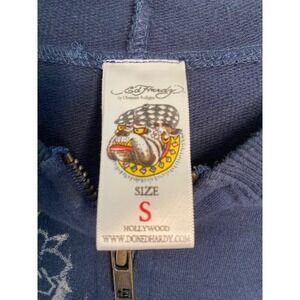 Ed Hardy
by Christian Audigier
SIZE
S
HOLLYWOOD
WWW.DONEDHARDY.COM